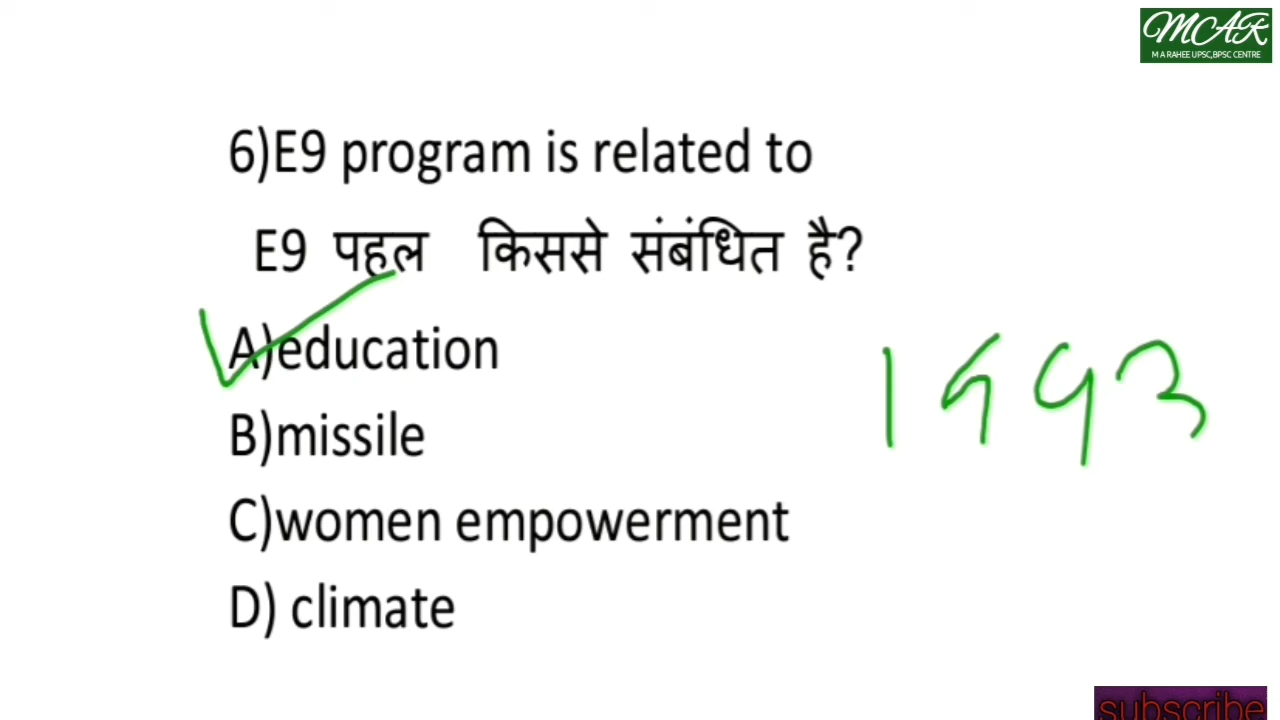 MCAR
M A RAHEE UPSC,BPSC CENTRE
6)E9 program is related to
E9 पहल किससे संबंधित है?
A)education
1993
B)missile
C)women empowerment
D) climate
subscribe